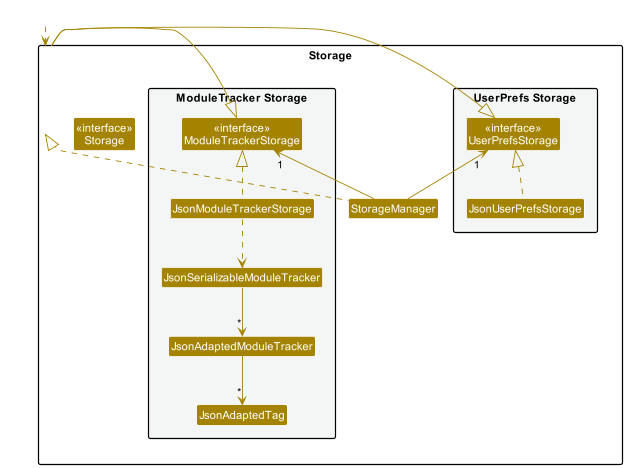 Storage
ModuleTracker Storage
UserPrefs Storage
«interface»
Storage
«interface»
ModuleTrackerStorage
«interface»
UserPrefsStorage
1
1
JsonModuleTrackerStorage
StorageManager
JsonUserPrefsStorage
JsonSerializableModuleTracker
*
JsonAdaptedModuleTracker
*
JsonAdaptedTag